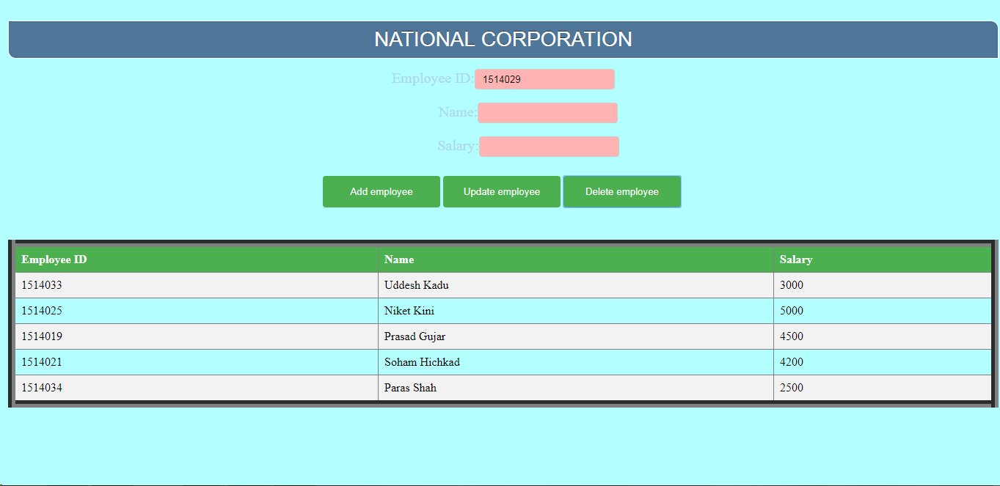 NATIONAL CORPORATION
Employee ID: 1514029
Name:
Salary:
Add employee Update employee Delete employee
Employee ID Name Salary
1514033 Uddesh Kadu 3000
1514025 Niket Kini 5000
1514019 Prasad Gujar 4500
1514021 Soham Hichkad 4200
1514034 Paras Shah 2500